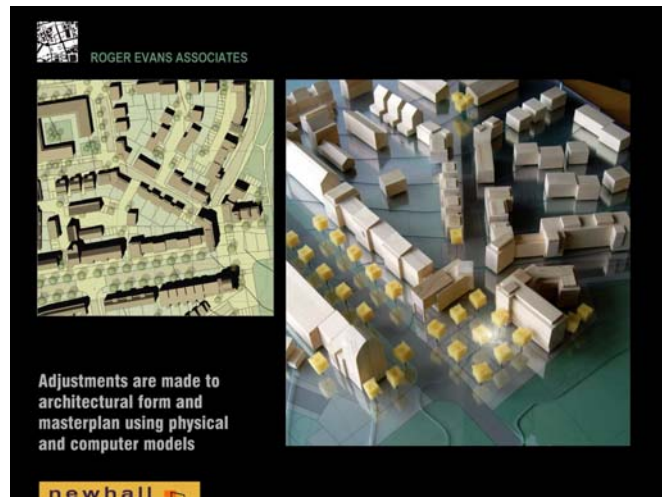 ROGER EVANS ASSOCIATES
Adjustments are made to
architectural form and
masterplan using physical
and computer models
newhall